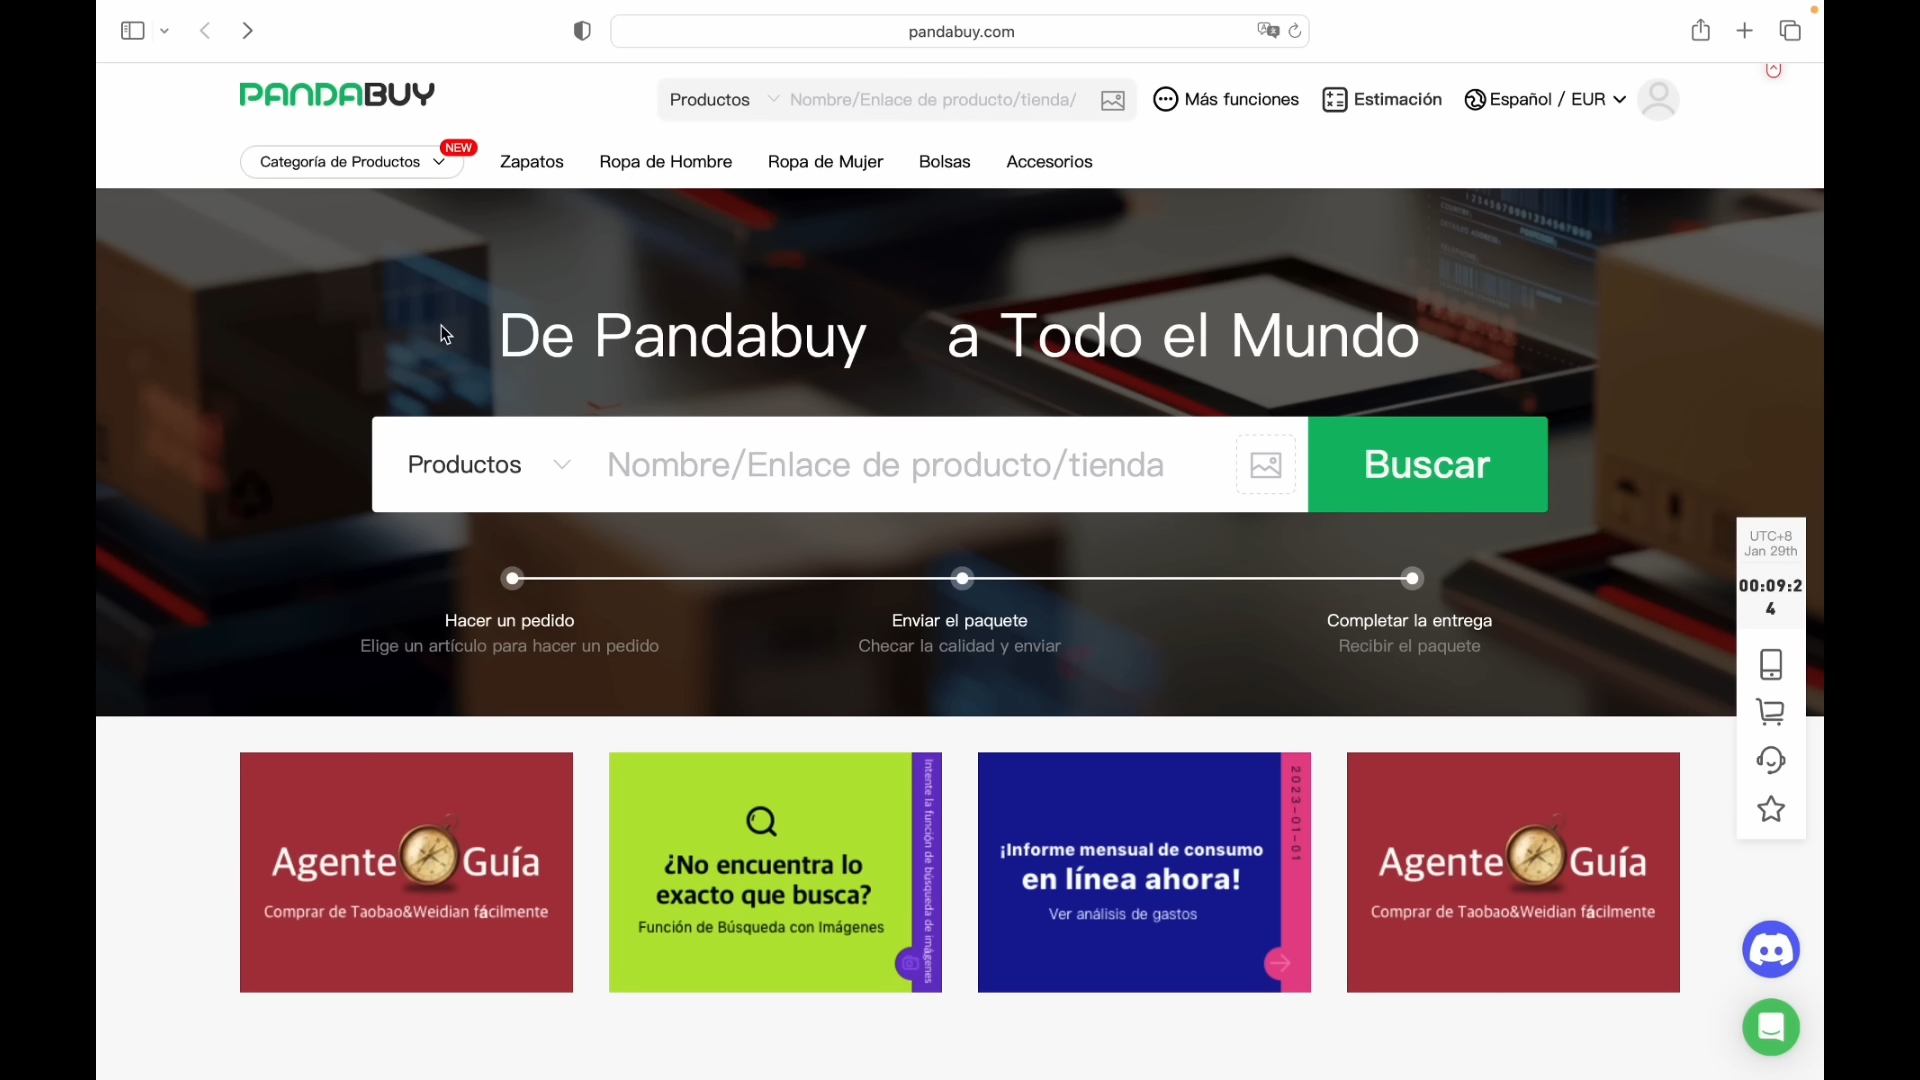 pandabuy.com
PANDABUY
Productos
Nombre/Enlace de producto/tienda/
Más funciones
Estimación
Español / EUR
Categoría de Productos
NEW
Zapatos
Ropa de Hombre
Ropa de Mujer
Bolsas
Accesorios
De Pandabuy a Todo el Mundo
Productos
Nombre/Enlace de producto/tienda
Buscar
Hacer un pedido
Elige un artículo para hacer un pedido
Enviar el paquete
Checar la calidad y enviar
Completar la entrega
Recibir el paquete
UTC+8
Jan 29th
00:09:2
4
Agente Guía
Comprar de Taobao&Weidian fácilmente
¿No encuentra lo
exacto que busca?
Función de Búsqueda con Imágenes
Intente la función de búsqueda de imágenes
¡Informe mensual de consumo
en línea ahora!
Ver análisis de gastos
2023-01-01
Agente Guía
Comprar de Taobao&Weidian fácilmente